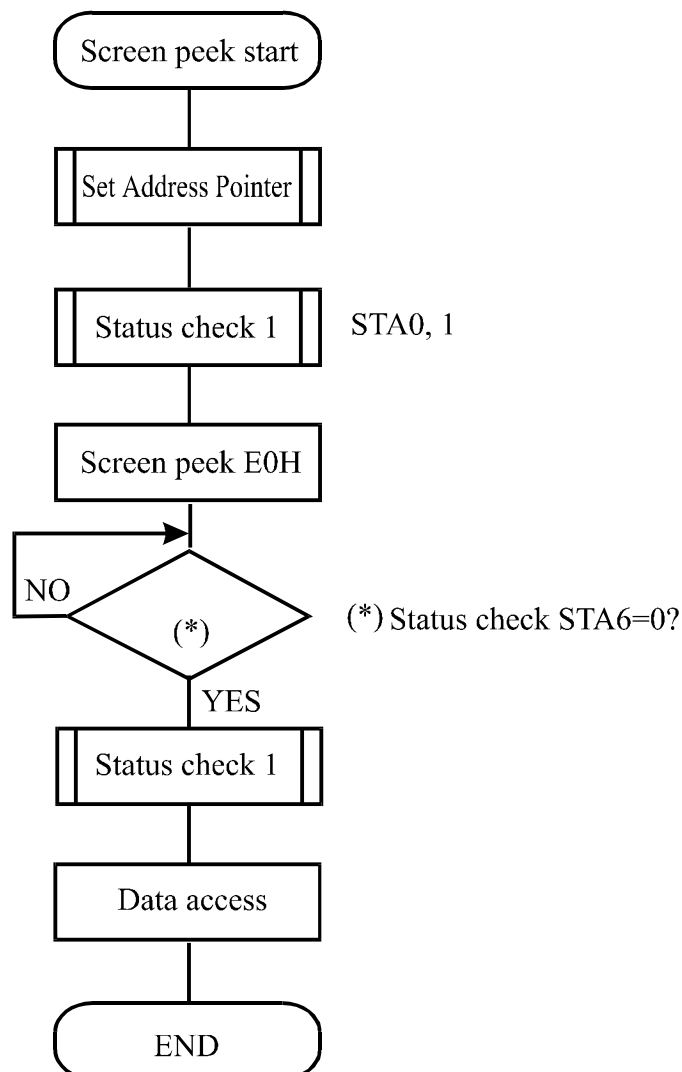 Screen peek start
Set Address Pointer
Status check 1
STA0, 1
Screen peek E0H
NO
(*)
(*) Status check STA6=0?
YES
Status check 1
Data access
END